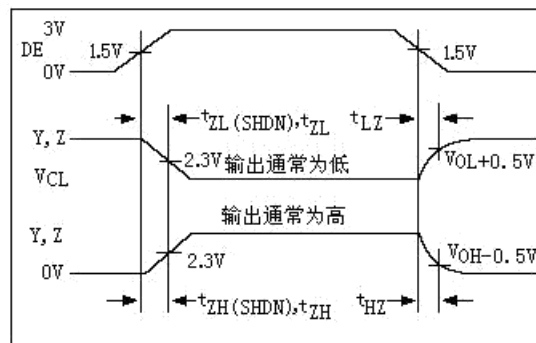 3V
DE
1.5V
1.5V
0V
tZL(SHDN),tZL
tLZ
Y,Z
2.3V
输出通常为低
VOL+0.5V
VCL
输出通常为高
Y,Z
2.3V
VOH-0.5V
0V
tZH(SHDN),tZH
tHZ